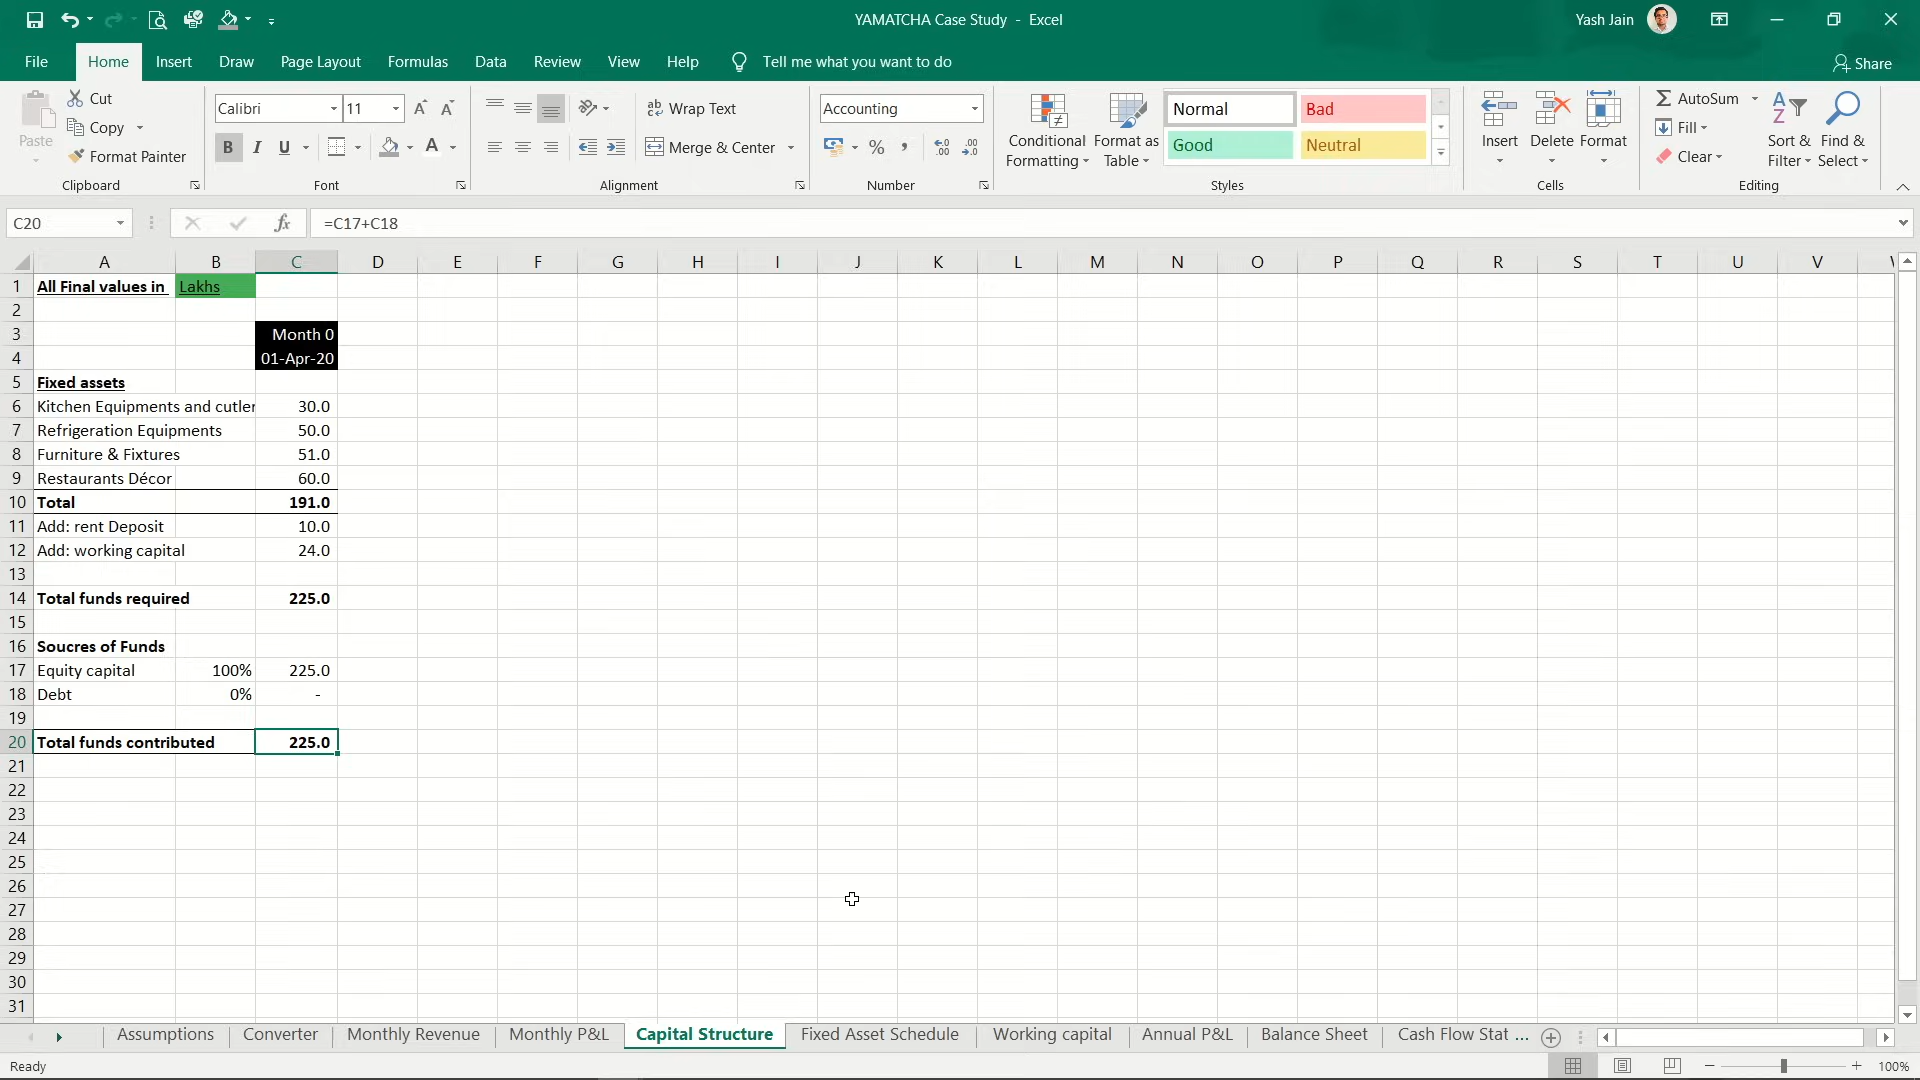 YAMATCHA Case Study - Excel
Yash Jain
File Home Insert Draw Page Layout Formulas Data Review View Help Tell me what you want to do Share
Paste
Cut
Copy
Format Painter
Clipboard
Calibri 11
B I U
Font
Wrap Text
Merge & Center
Alignment
Accounting
% ,
Number
Conditional Formatting
Format as Table
Normal Bad
Good Neutral
Styles
Insert Delete Format
Cells
AutoSum
Fill
Clear
Sort & Filter
Find & Select
Editing
C20 fx =C17+C18
A B C D E F G H I J K L M N O P Q R S T U V
1 All Final values in Lakhs
2
3 Month 0
4 01-Apr-20
5 Fixed assets
6 Kitchen Equipments and cutler 30.0
7 Refrigeration Equipments 50.0
8 Furniture & Fixtures 51.0
9 Restaurants Décor 60.0
10 Total 191.0
11 Add: rent Deposit 10.0
12 Add: working capital 24.0
13
14 Total funds required 225.0
15
16 Soucres of Funds
17 Equity capital 100% 225.0
18 Debt 0% -
19
20 Total funds contributed 225.0
21
22
23
24
25
26
27
28
29
30
31
Assumptions Converter Monthly Revenue Monthly P&L Capital Structure Fixed Asset Schedule Working capital Annual P&L Balance Sheet Cash Flow Stat ...
Ready 100%